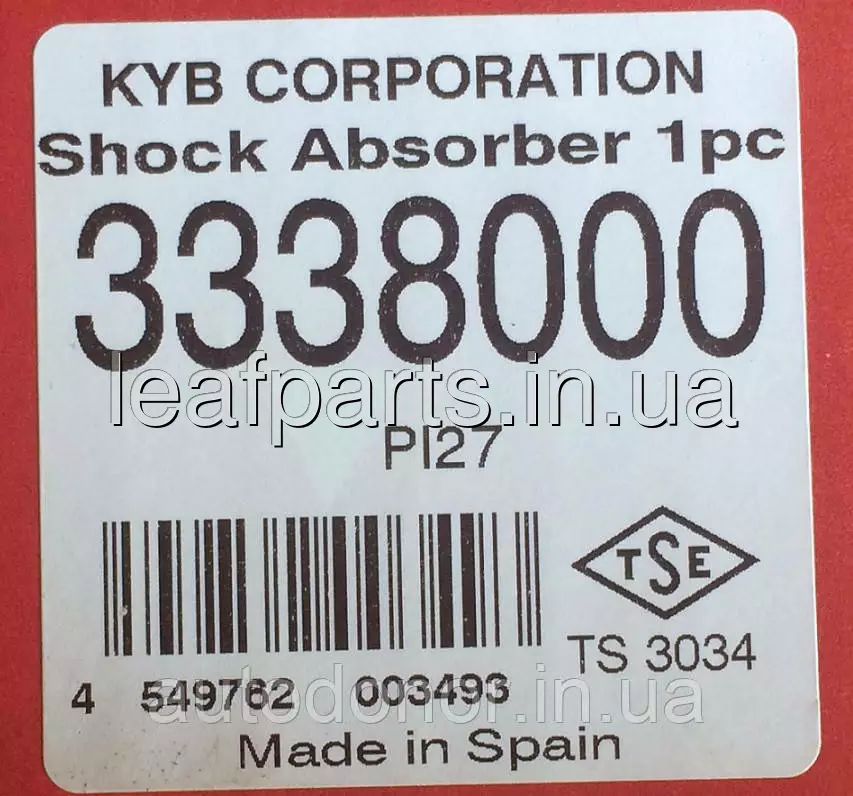 KYB CORPORATION
Shock Absorber 1pc
3338000
leafparts.in.ua
PI27
TSE
TS 3034
4 549762 003493
autodonor.in.ua
Made in Spain